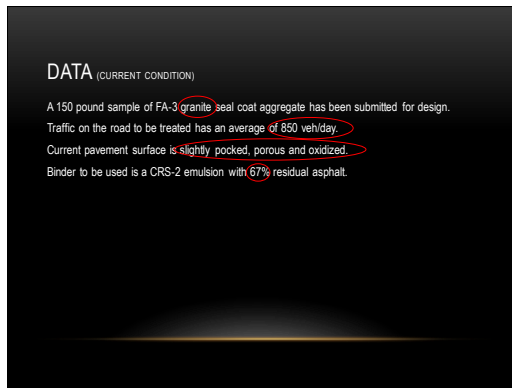 DATA (CURRENT CONDITION)
A 150 pound sample of FA-3 granite seal coat aggregate has been submitted for design.
Traffic on the road to be treated has an average of 850 veh/day.
Current pavement surface is slightly pocked, porous and oxidized.
Binder to be used is a CRS-2 emulsion with 67% residual asphalt.